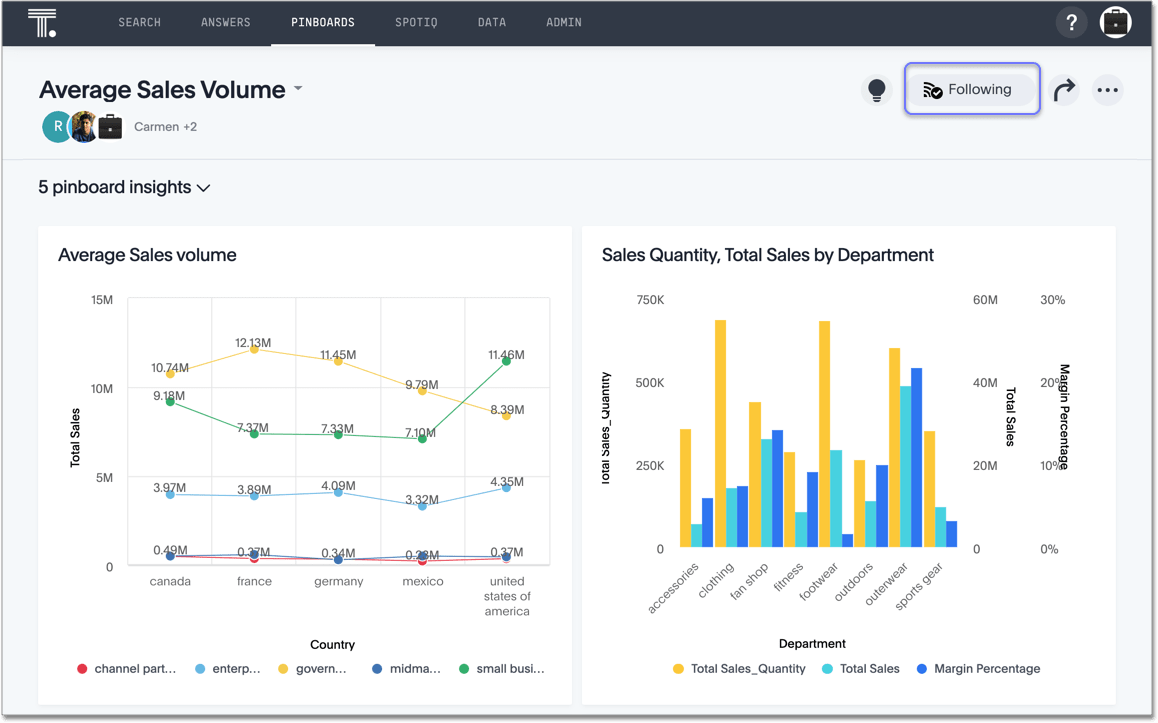 SEARCH ANSWERS PINBOARDS SPOTIQ DATA ADMIN ?
Average Sales Volume
Following
R Carmen +2
5 pinboard insights
Average Sales volume
15M
10M
5M
0
Total Sales
10.74M 12.13M 11.45M 9.79M 11.46M
9.18M 7.37M 7.33M 7.10M 8.39M
3.97M 3.89M 4.09M 3.32M 4.35M
0.49M 0.34M 0.37M
canada france germany mexico united
states of
america
Country
channel part... enterp... govern... midma... small busi...
Sales Quantity, Total Sales by Department
750K
500K
250K
0
Total Sales_Quantity
60M
40M
20M
0
Total Sales
30%
20%
10%
0%
Margin Percentage
accessories clothing fan shop fitness footwear outdoors outerwear sports gear
Department
Total Sales_Quantity Total Sales Margin Percentage